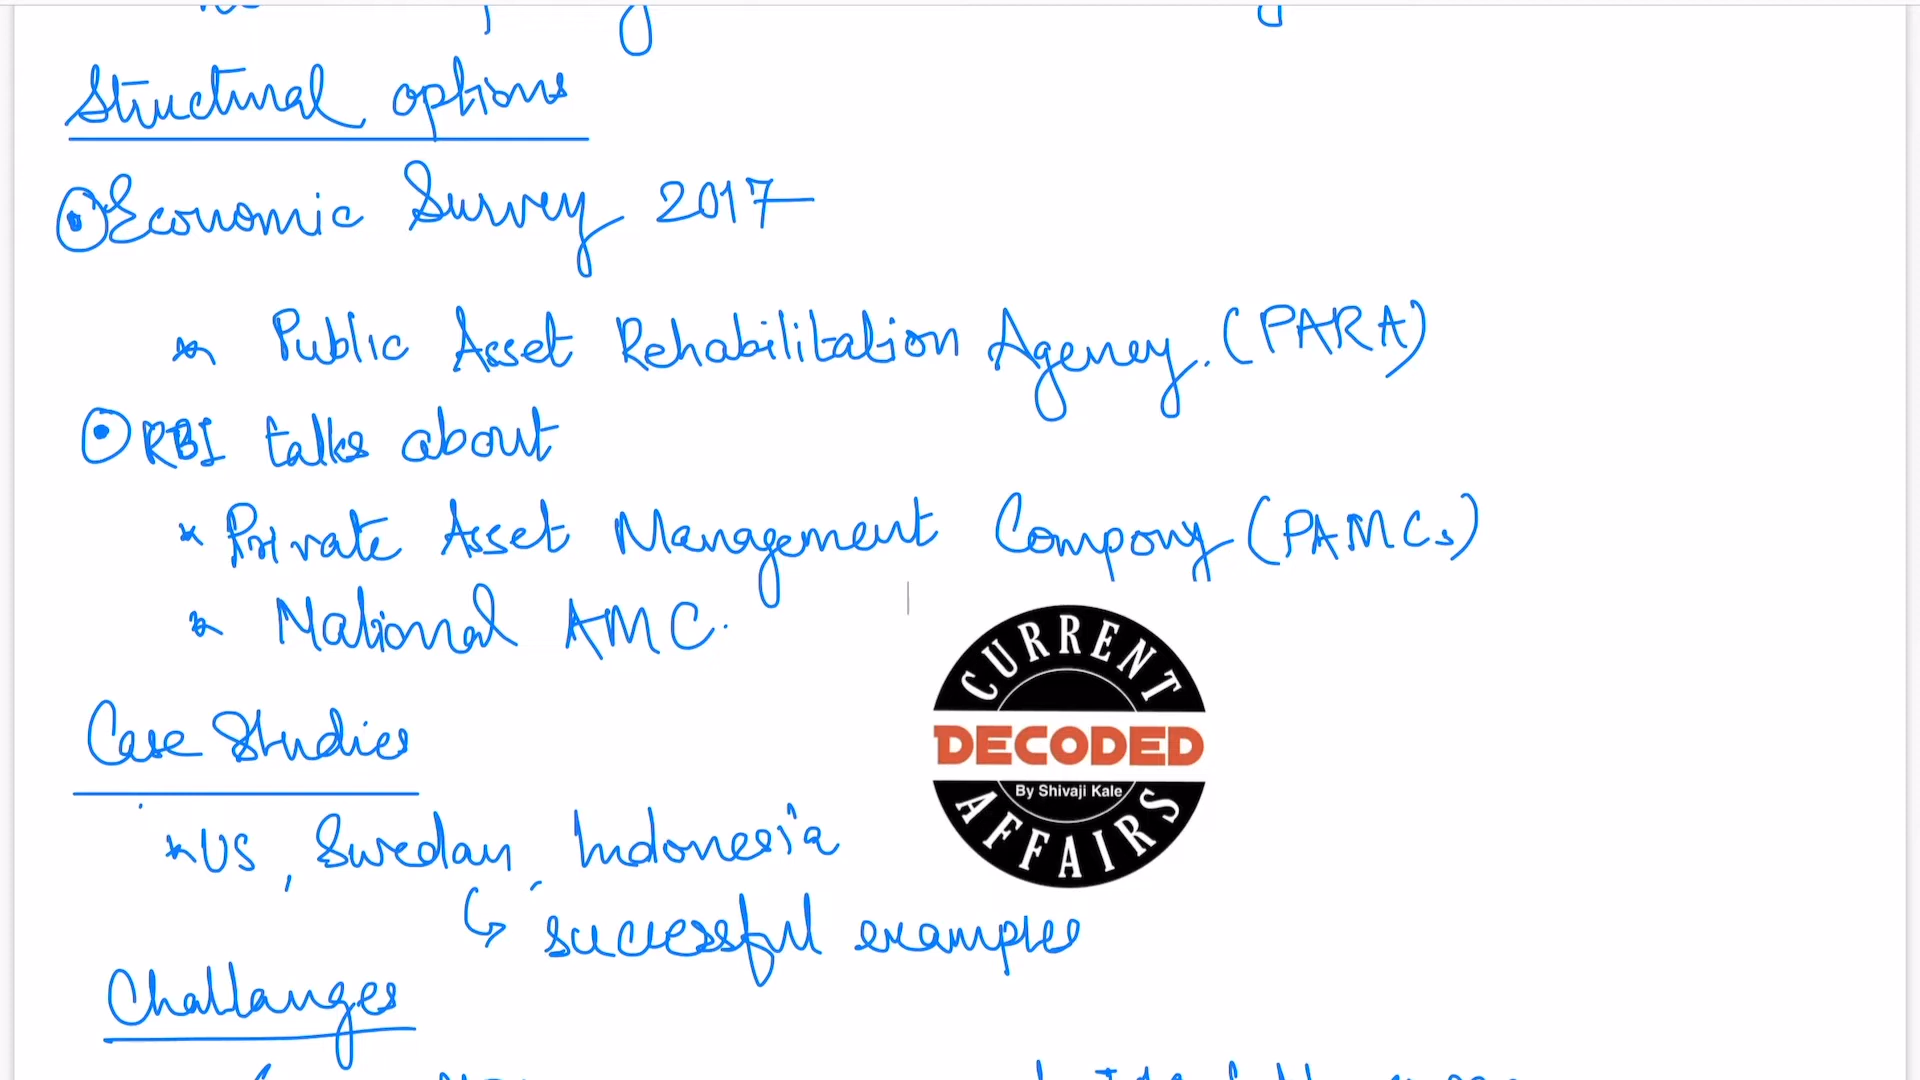 Structural options
Economic Survey 2017
* Public Asset Rehabilitation Agency. (PARA)
RBI talks about
* Private Asset Management Company (PAMCs)
* National AMC.
CURRENT
DECODED
By Shivaji Kale
AFFAIRS
Case Studies
* US, Swedan, Indonesia
↳ successful examples
Challanges